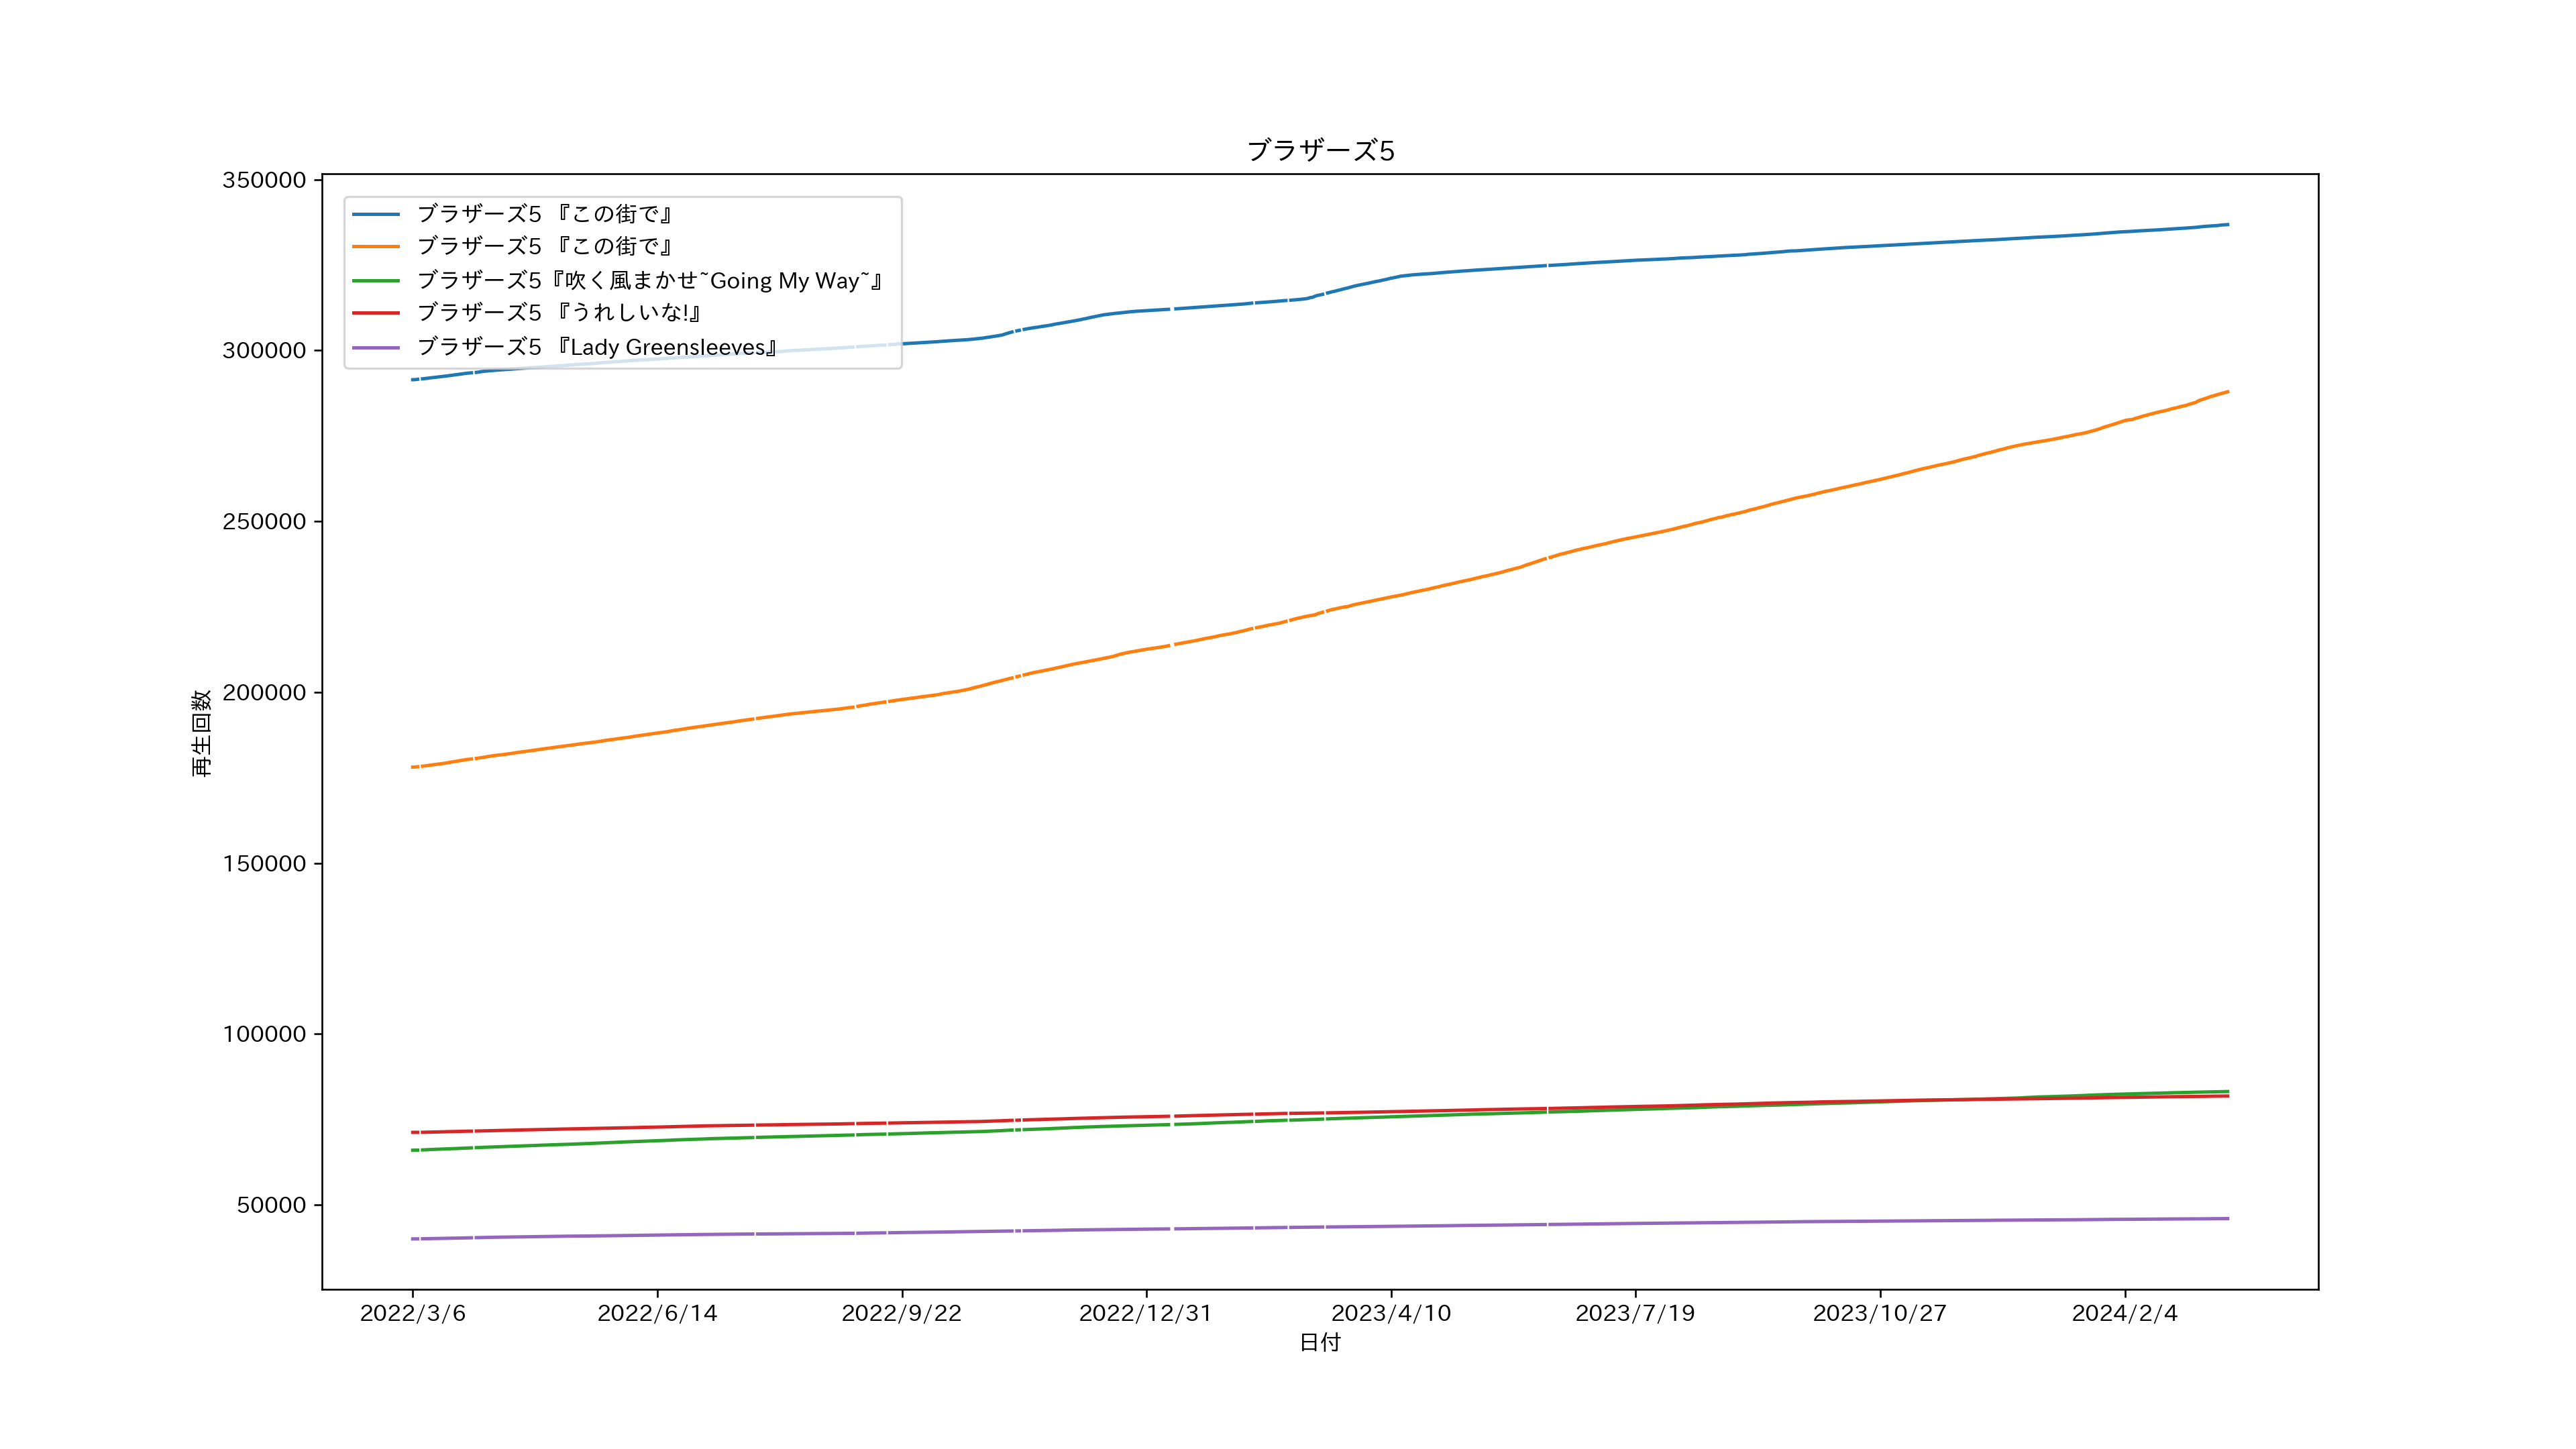 ブラザーズ5
350000
300000
250000
200000
150000
100000
50000
再生回数
ブラザーズ5 『この街で』
ブラザーズ5 『この街で』
ブラザーズ5『吹く風まかせ~Going My Way~』
ブラザーズ5 『うれしいな!』
ブラザーズ5 『Lady Greensleeves』
2022/3/6 2022/6/14 2022/9/22 2022/12/31 2023/4/10 2023/7/19 2023/10/27 2024/2/4
日付